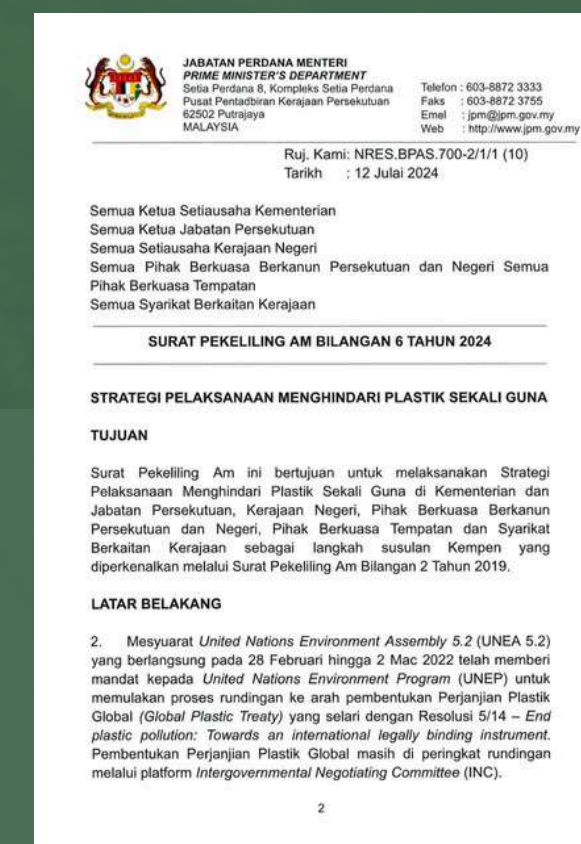 JABATAN PERDANA MENTERI
PRIME MINISTER'S DEPARTMENT
Setia Perdana 8, Kompleks Setia Perdana
Pusat Pentadbiran Kerajaan Persekutuan
62502 Putrajaya
MALAYSIA
Telefon : 603-8872 3333
Faks : 603-8872 3755
Emel : jpm@jpm.gov.my
Web : http://www.jpm.gov.my
Ruj. Kami: NRES.BPAS.700-2/1/1 (10)
Tarikh : 12 Julai 2024
Semua Ketua Setiausaha Kementerian
Semua Ketua Jabatan Persekutuan
Semua Setiausaha Kerajaan Negeri
Semua Pihak Berkuasa Berkanun Persekutuan dan Negeri Semua
Pihak Berkuasa Tempatan
Semua Syarikat Berkaitan Kerajaan
SURAT PEKELILING AM BILANGAN 6 TAHUN 2024
STRATEGI PELAKSANAAN MENGHINDARI PLASTIK SEKALI GUNA
TUJUAN
Surat Pekeliling Am ini bertujuan untuk melaksanakan Strategi
Pelaksanaan Menghindari Plastik Sekali Guna di Kementerian dan
Jabatan Persekutuan, Kerajaan Negeri, Pihak Berkuasa Berkanun
Persekutuan dan Negeri, Pihak Berkuasa Tempatan dan Syarikat
Berkaitan Kerajaan sebagai langkah susulan Kempen yang
diperkenalkan melalui Surat Pekeliling Am Bilangan 2 Tahun 2019.
LATAR BELAKANG
2. Mesyuarat United Nations Environment Assembly 5.2 (UNEA 5.2)
yang berlangsung pada 28 Februari hingga 2 Mac 2022 telah memberi
mandat kepada United Nations Environment Program (UNEP) untuk
memulakan proses rundingan ke arah pembentukan Perjanjian Plastik
Global (Global Plastic Treaty) yang selari dengan Resolusi 5/14 – End
plastic pollution: Towards an international legally binding instrument.
Pembentukan Perjanjian Plastik Global masih di peringkat rundingan
melalui platform Intergovernmental Negotiating Committee (INC).
2